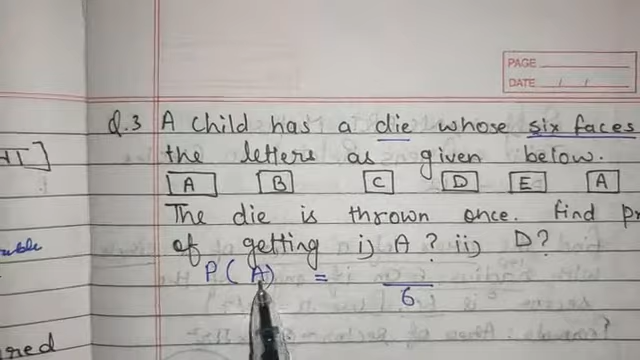 PAGE
DATE / /
Q.3 A child has a die whose six faces
the letters as given below.
A B C D E A
The die is thrown once. Find
of getting i) A? ii) D?
P(A) =
6